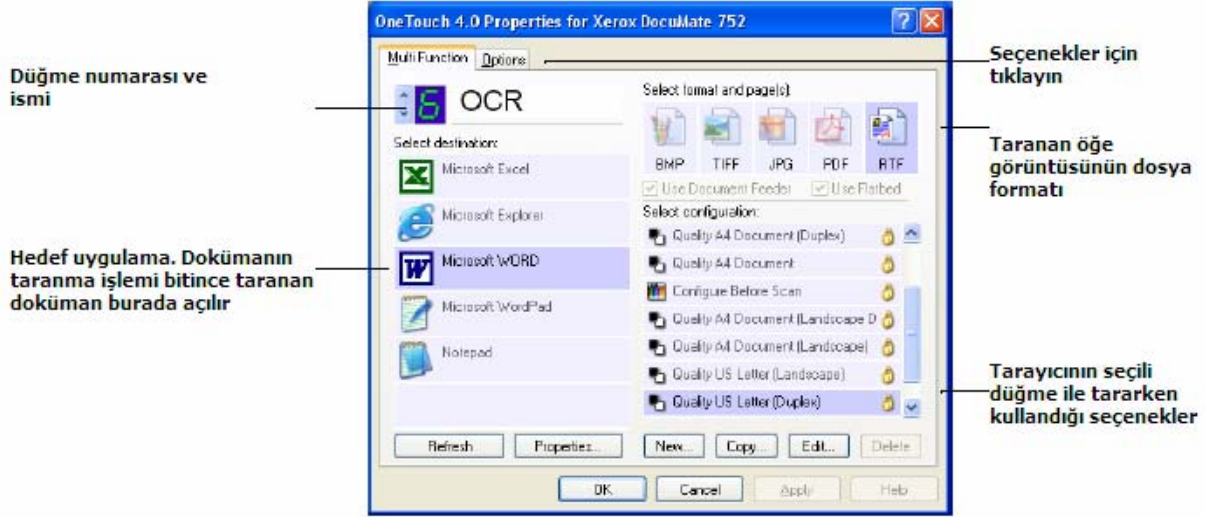 OneTouch 4.0 Properties for Xerox DocuMate 752
Multi Function
Options
Düğme numarası ve
ismi
Seçenekler için
tıklayın
6
OCR
Select format and page(s):
BMP
TIFF
JPG
PDF
RTF
Taranan öğe
görüntüsünün dosya
formatı
Use Document Feeder
Use Flatbed
Select destination:
Microsoft Excel
Microsoft Explorer
Microsoft WORD
Microsoft WordPad
Notepad
Hedef uygulama. Dokümanın
taranma işlemi bitince taranan
doküman burada açılır
Select configuration:
Quality A4 Document (Duplex)
Quality A4 Document
Configure Before Scan
Quality A4 Document (Landscape D
Quality A4 Document (Landscape)
Quality US Letter (Landscape)
Quality US Letter (Duplex)
Tarayıcının seçili
düğme ile tararken
kullandığı seçenekler
Refresh
Properties...
New...
Copy...
Edit...
Delete
OK
Cancel
Apply
Help